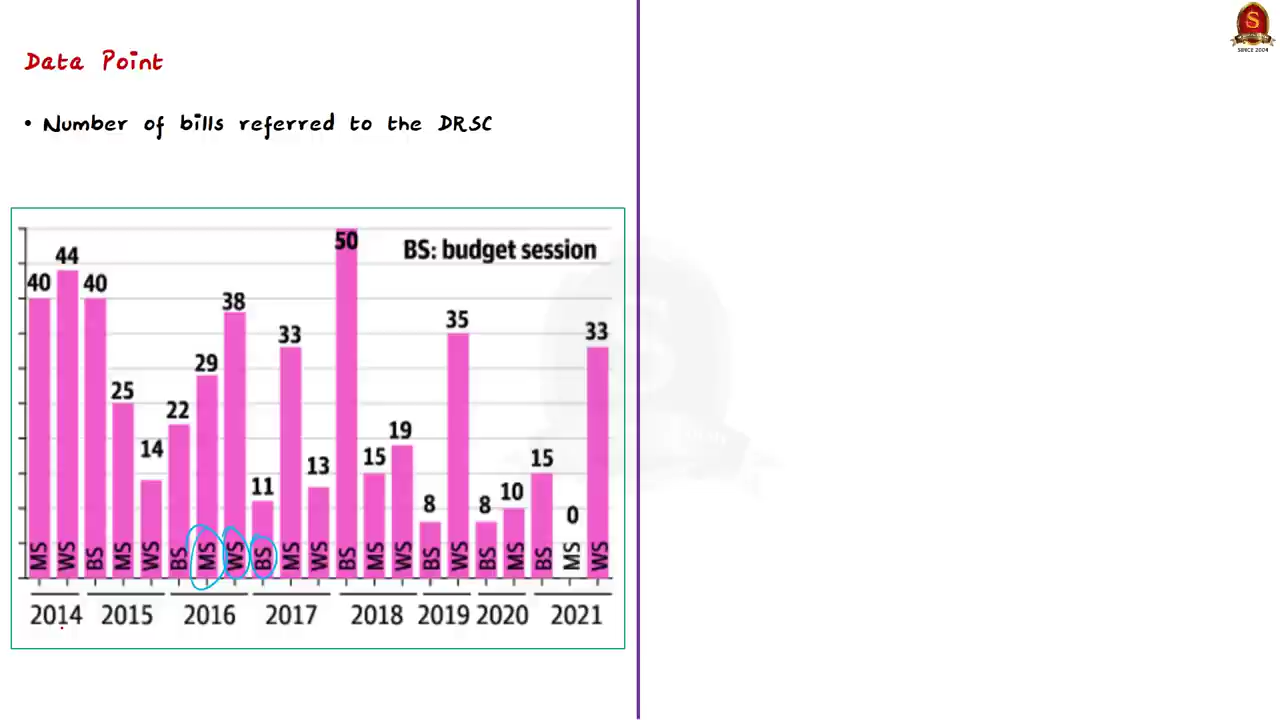 S
SINCE 2004
Data Point
• Number of bills referred to the DRSC
BS: budget session
40 44 40 25 14 22 29 38 11 33 13 50 15 19 8 35 8 10 15 0 33
MS WS BS MS WS BS MS WS BS MS WS BS MS WS BS WS BS MS BS MS WS
2014 2015 2016 2017 2018 2019 2020 2021